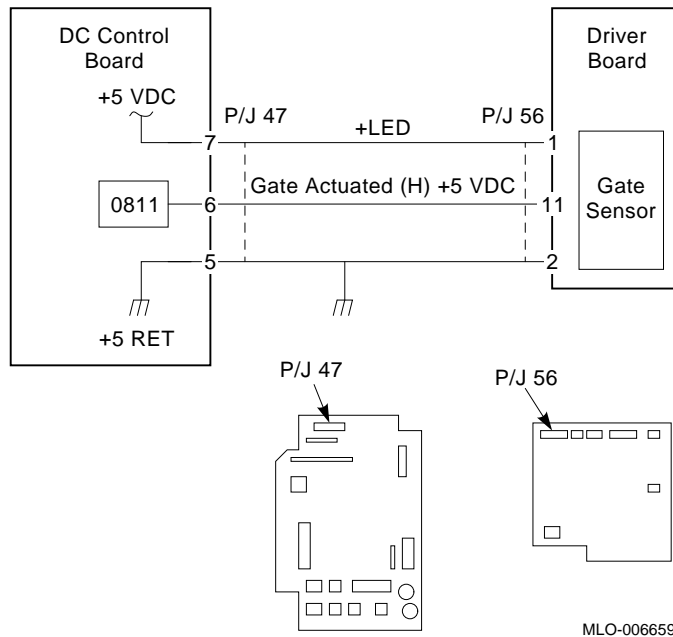 DC Control
Board
Driver
Board
+5 VDC
P/J 47
+LED
P/J 56
7
1
Gate Actuated (H) +5 VDC
0811
6
11
Gate
Sensor
5
2
+5 RET
P/J 47
P/J 56
MLO-006659